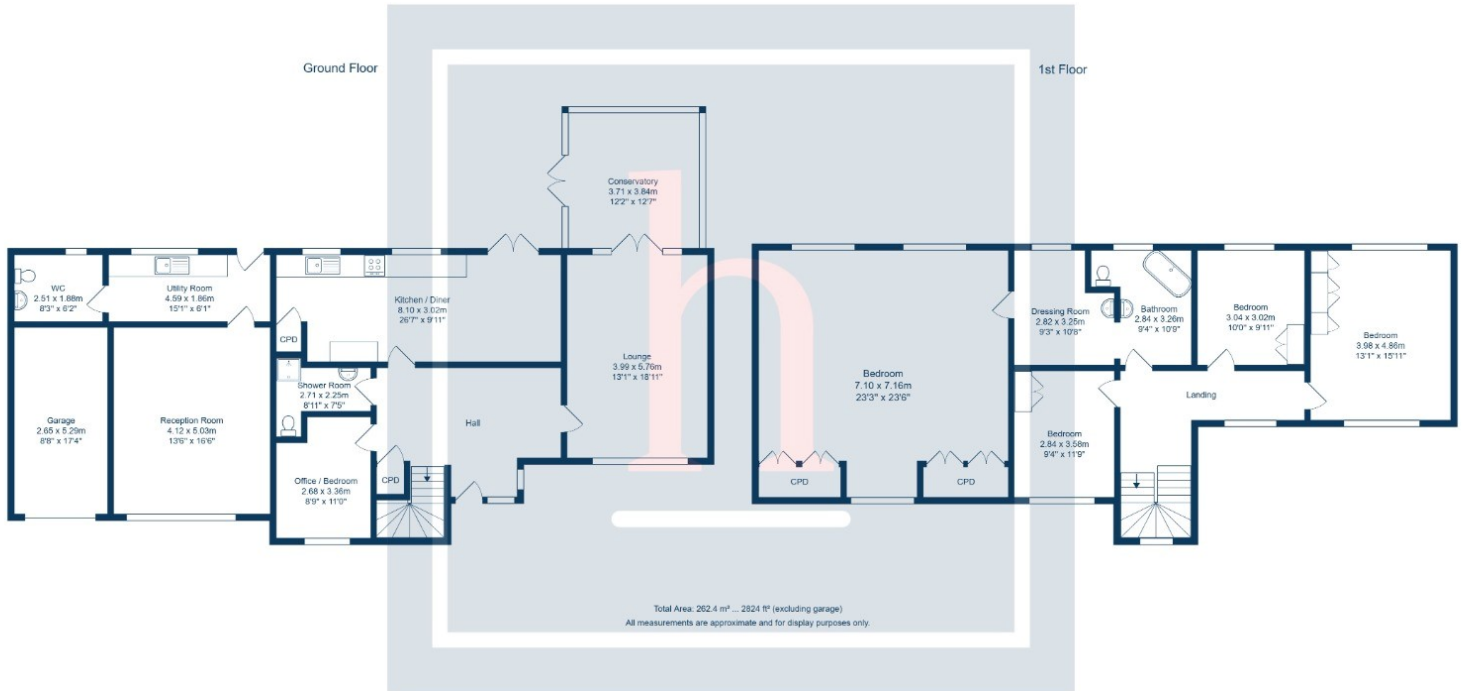 Ground Floor
1st Floor
Conservatory
3.71 x 3.84m
12'2" x 12'7"
WC
2.51 x 1.88m
8'3" x 6'2"
Utility Room
4.59 x 1.86m
15'1" x 6'1"
Kitchen / Diner
8.10 x 3.02m
26'7" x 9'11"
CPD
Shower Room
2.71 x 2.25m
8'11" x 7'5"
Lounge
3.99 x 5.76m
13'1" x 18'11"
Garage
2.65 x 5.29m
8'8" x 17'4"
Reception Room
4.12 x 5.03m
13'6" x 16'6"
Hall
Office / Bedroom
2.68 x 3.36m
8'9" x 11'0"
CPD
Bedroom
7.10 x 7.16m
23'3" x 23'6"
CPD
CPD
Dressing Room
2.82 x 3.25m
9'3" x 10'8"
Bathroom
2.84 x 3.26m
9'4" x 10'9"
Bedroom
3.04 x 3.02m
10'0" x 9'11"
Bedroom
3.98 x 4.86m
13'1" x 15'11"
Landing
Bedroom
2.84 x 3.58m
9'4" x 11'9"
h
Total Area: 262.4 m² ... 2824 ft² (excluding garage)
All measurements are approximate and for display purposes only.